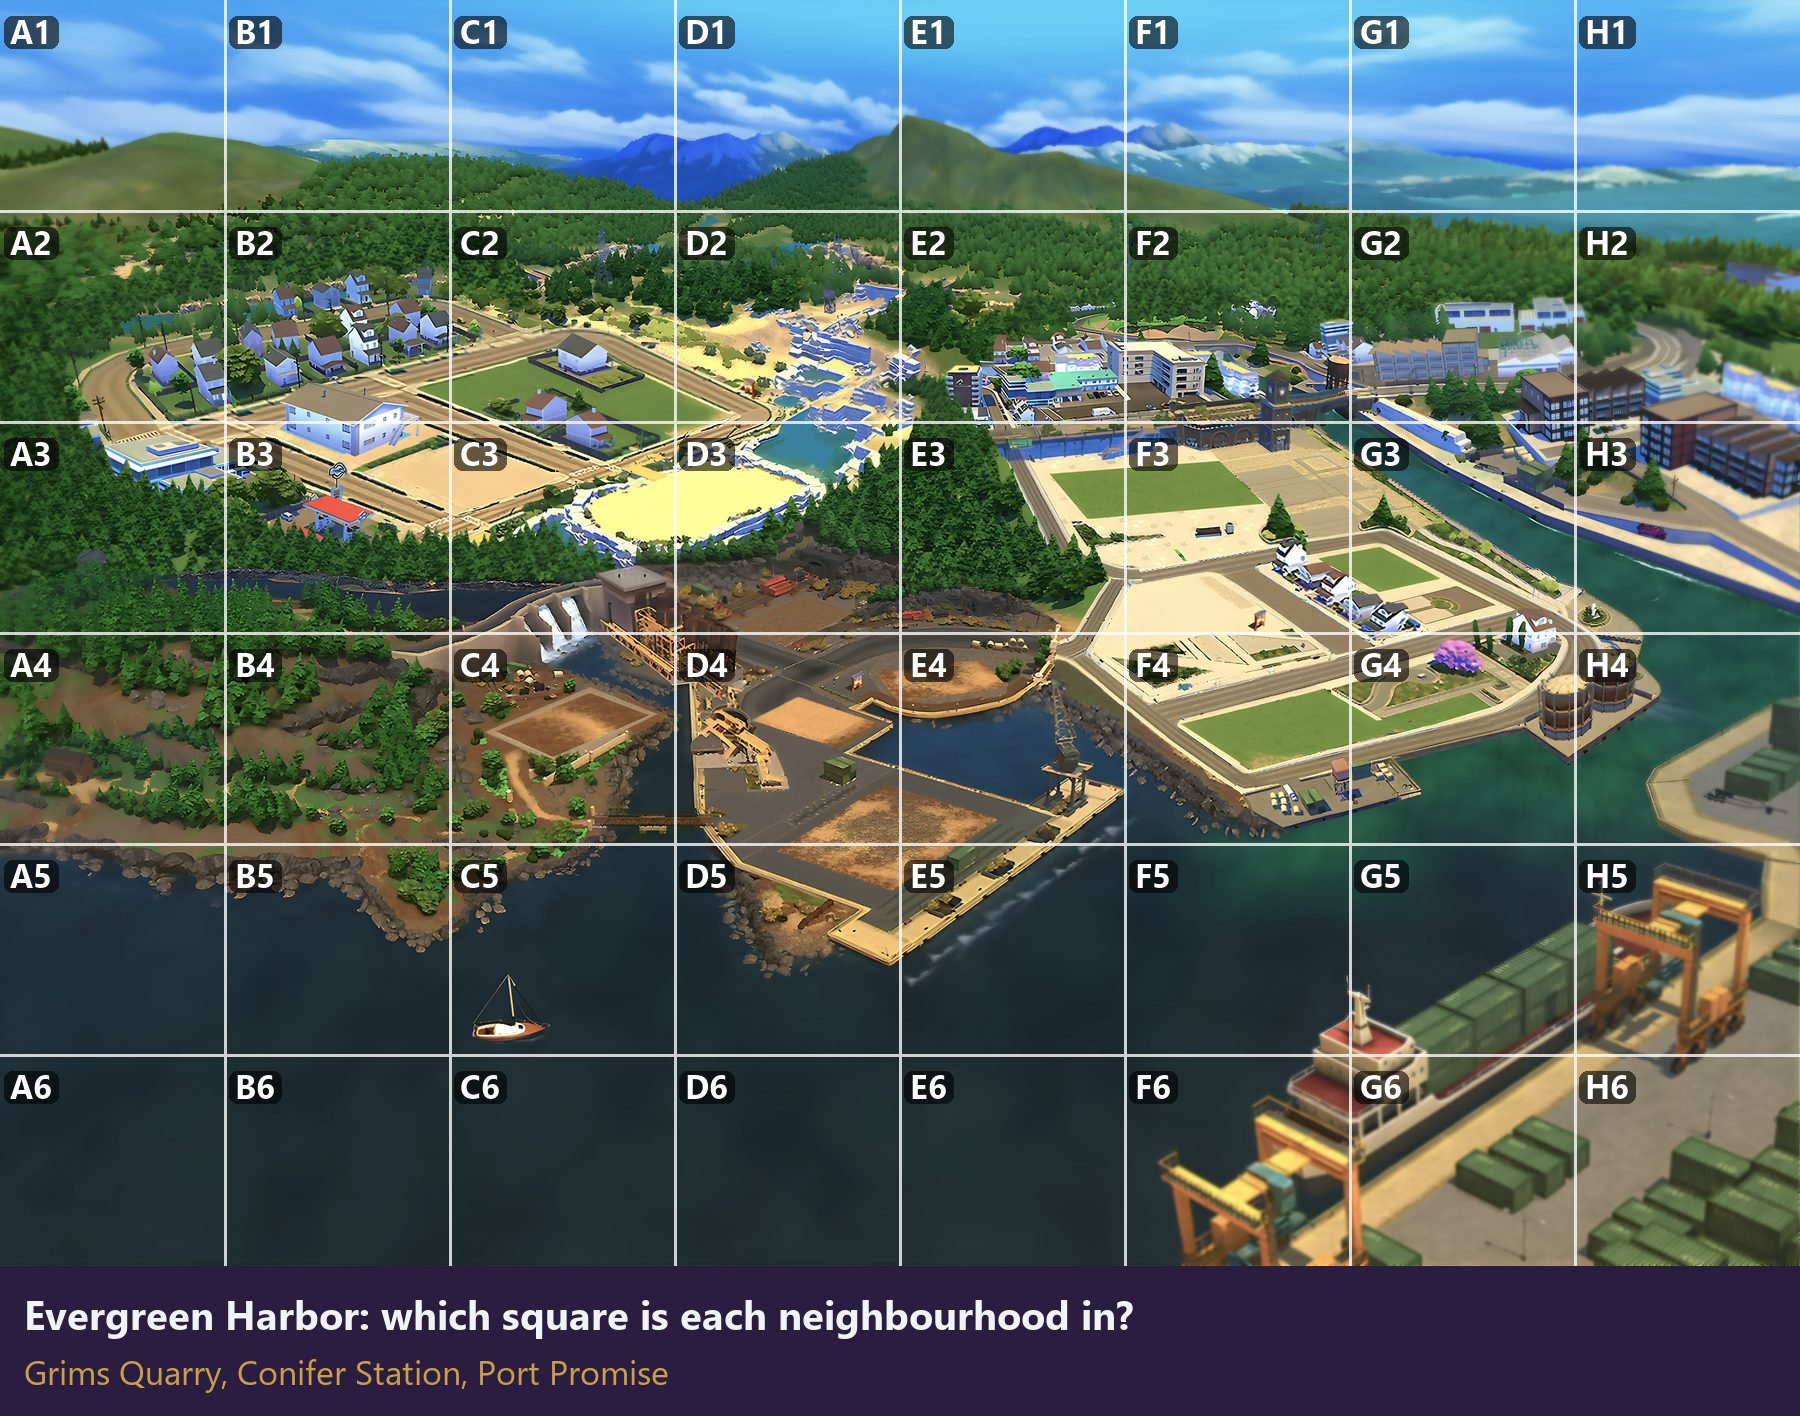 A1 B1 C1 D1 E1 F1 G1 H1
A2 B2 C2 D2 E2 F2 G2 H2
A3 B3 C3 D3 E3 F3 G3 H3
A4 B4 C4 D4 E4 F4 G4 H4
A5 B5 C5 D5 E5 F5 G5 H5
A6 B6 C6 D6 E6 F6 G6 H6
Evergreen Harbor: which square is each neighbourhood in?
Grims Quarry, Conifer Station, Port Promise